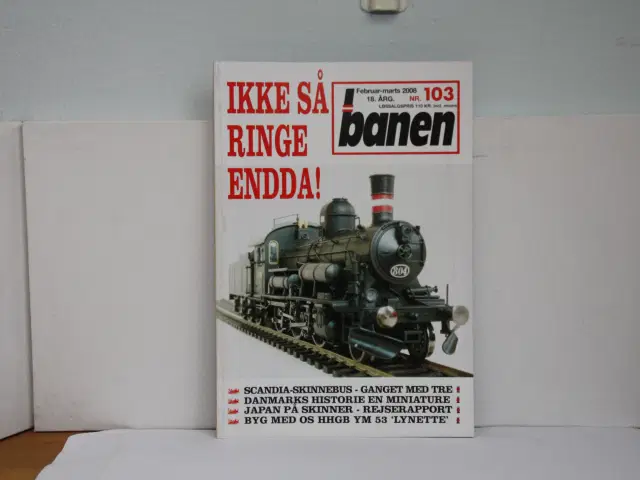 IKKE SÅ
RINGE
ENDDA!
Februar-marts 2008
18. ÅRG. NR. 103
LØSSALGSPRIS
banen
804
SCANDIA-SKINNEBUS - GANGET MED TRE
DANMARKS HISTORIE EN MINIATURE
JAPAN PÅ SKINNER - REJSERAPPORT
BYG MED OS HHGB YM 53 'LYNETTE'